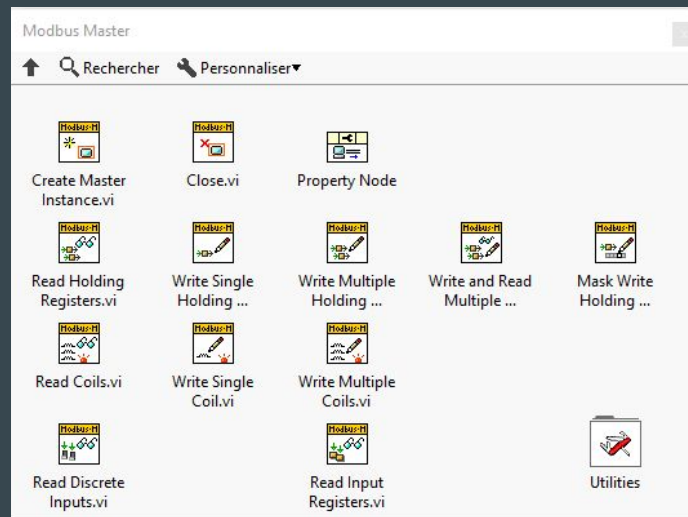 Modbus Master
Rechercher Personnaliser
Modbus-M Modbus-M
Create Master Close.vi Property Node
Instance.vi
Modbus-M Modbus-M Modbus-M Modbus-M Modbus-M
Read Holding Write Single Write Multiple Write and Read Mask Write
Registers.vi Holding ... Holding ... Multiple ... Holding ...
Modbus-M Modbus-M Modbus-M
Read Coils.vi Write Single Write Multiple
Coil.vi Coils.vi
Modbus-M Modbus-M
Read Discrete Read Input Utilities
Inputs.vi Registers.vi